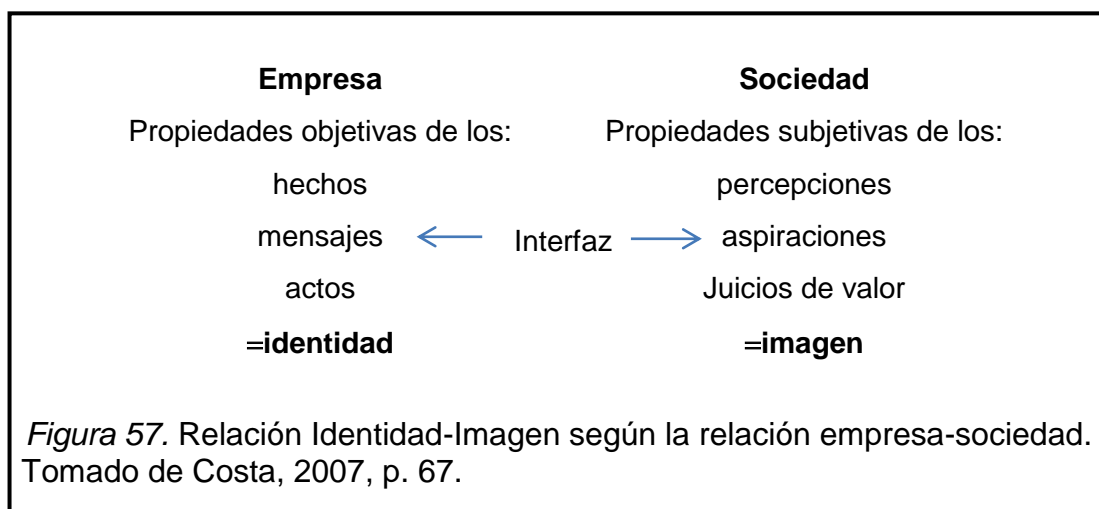 Empresa Sociedad
Propiedades objetivas de los: Propiedades subjetivas de los:
hechos percepciones
mensajes Interfaz aspiraciones
actos Juicios de valor
=identidad =imagen
Figura 57. Relación Identidad-Imagen según la relación empresa-sociedad.
Tomado de Costa, 2007, p. 67.